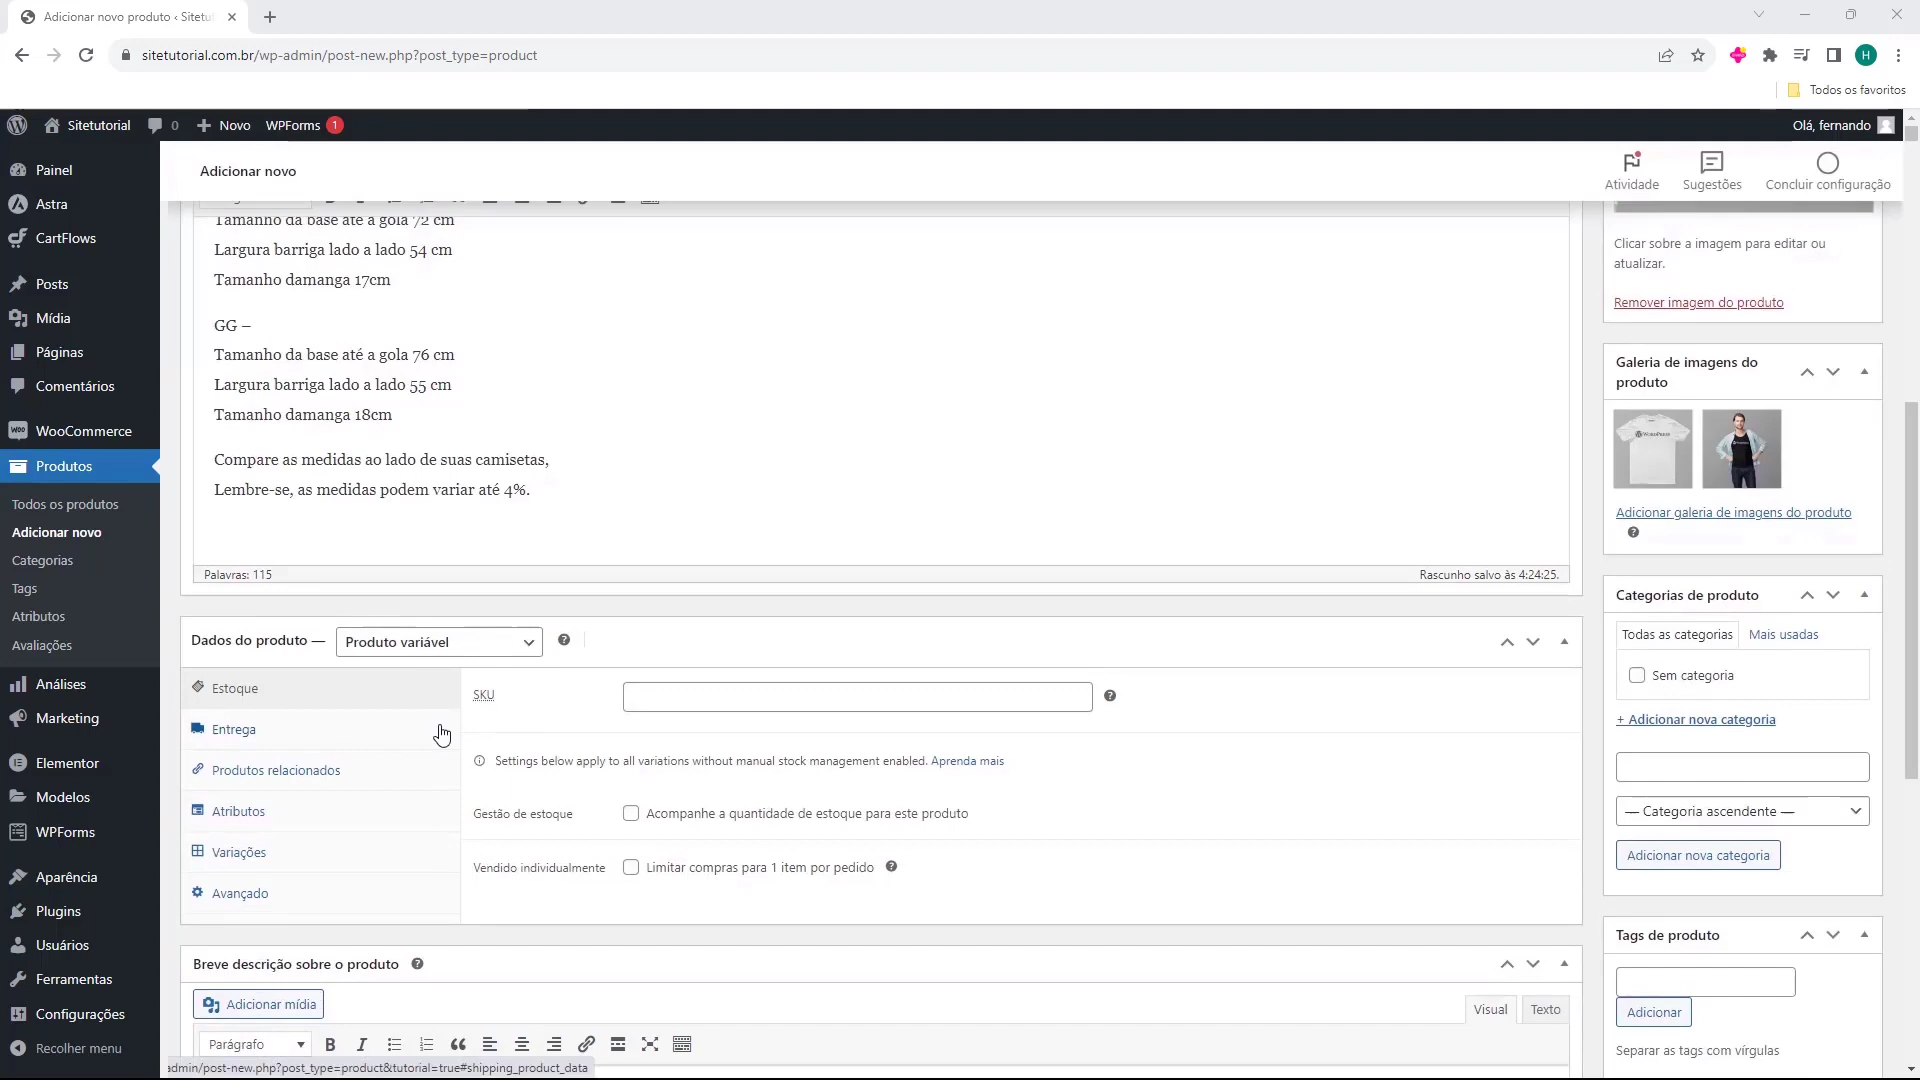 Adicionar novo produto ‹ Sitetu
sitetutorial.com.br/wp-admin/post-new.php?post_type=product
H
Todos os favoritos
Sitetutorial
0
Novo
WPForms
1
Olá, fernando
Painel
Astra
CartFlows
Posts
Mídia
Páginas
Comentários
WooCommerce
Produtos
Todos os produtos
Adicionar novo
Categorias
Tags
Atributos
Avaliações
Análises
Marketing
Elementor
Modelos
WPForms
Aparência
Plugins
Usuários
Ferramentas
Configurações
Recolher menu
Adicionar novo
Atividade
Sugestões
Concluir configuração
Tamanho da base até a gola 72 cm
Largura barriga lado a lado 54 cm
Tamanho damanga 17cm
GG –
Tamanho da base até a gola 76 cm
Largura barriga lado a lado 55 cm
Tamanho damanga 18cm
Compare as medidas ao lado de suas camisetas,
Lembre-se, as medidas podem variar até 4%.
Palavras: 115
Rascunho salvo às 4:24:25.
Dados do produto —
Produto variável
Estoque
Entrega
Produtos relacionados
Atributos
Variações
Avançado
SKU
Settings below apply to all variations without manual stock management enabled. Aprenda mais
Gestão de estoque
Acompanhe a quantidade de estoque para este produto
Vendido individualmente
Limitar compras para 1 item por pedido
Breve descrição sobre o produto
Adicionar mídia
Visual
Texto
Parágrafo
admin/post-new.php?post_type=product&tutorial=true#shipping_product_data
Clicar sobre a imagem para editar ou
atualizar.
Remover imagem do produto
Galeria de imagens do
produto
WORDPRESS
Adicionar galeria de imagens do produto
Categorias de produto
Todas as categorias
Mais usadas
Sem categoria
+ Adicionar nova categoria
— Categoria ascendente —
Adicionar nova categoria
Tags de produto
Adicionar
Separar as tags com vírgulas